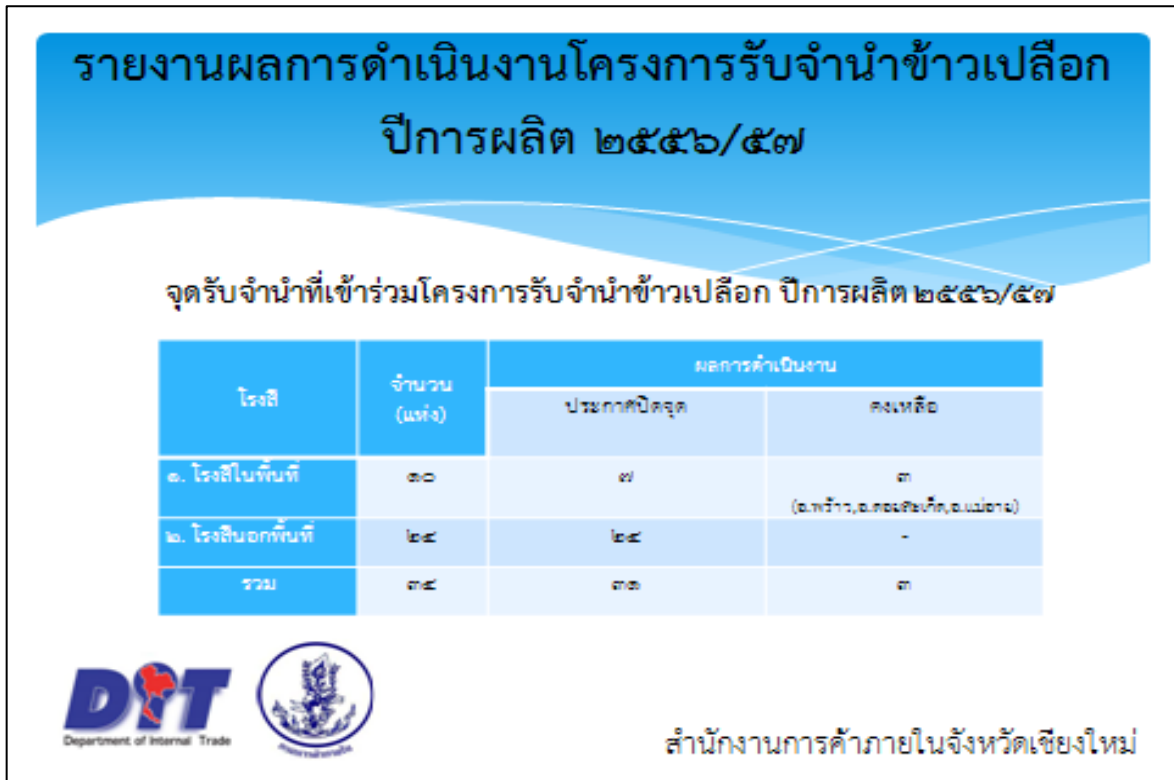 รายงานผลการดำเนินงานโครงการรับจำนำข้าวเปลือก
ปีการผลิต ๒๕๕๖/๕๗
จุดรับจำนำที่เข้าร่วมโครงการรับจำนำข้าวเปลือก ปีการผลิต ๒๕๕๖/๕๗
โรงสี จำนวน (แห่ง) ผลการดำเนินงาน
ประกาศปิดจุด คงเหลือ
๑. โรงสีในพื้นที่ ๑๐ ๗ ๓
(อ.พร้าว,อ.ดอยสะเก็ด,อ.แม่อาย)
๒. โรงสีนอกพื้นที่ ๒๔ ๒๔ -
รวม ๓๔ ๓๑ ๓
DIT
Department of Internal Trade
สำนักงานการค้าภายในจังหวัดเชียงใหม่